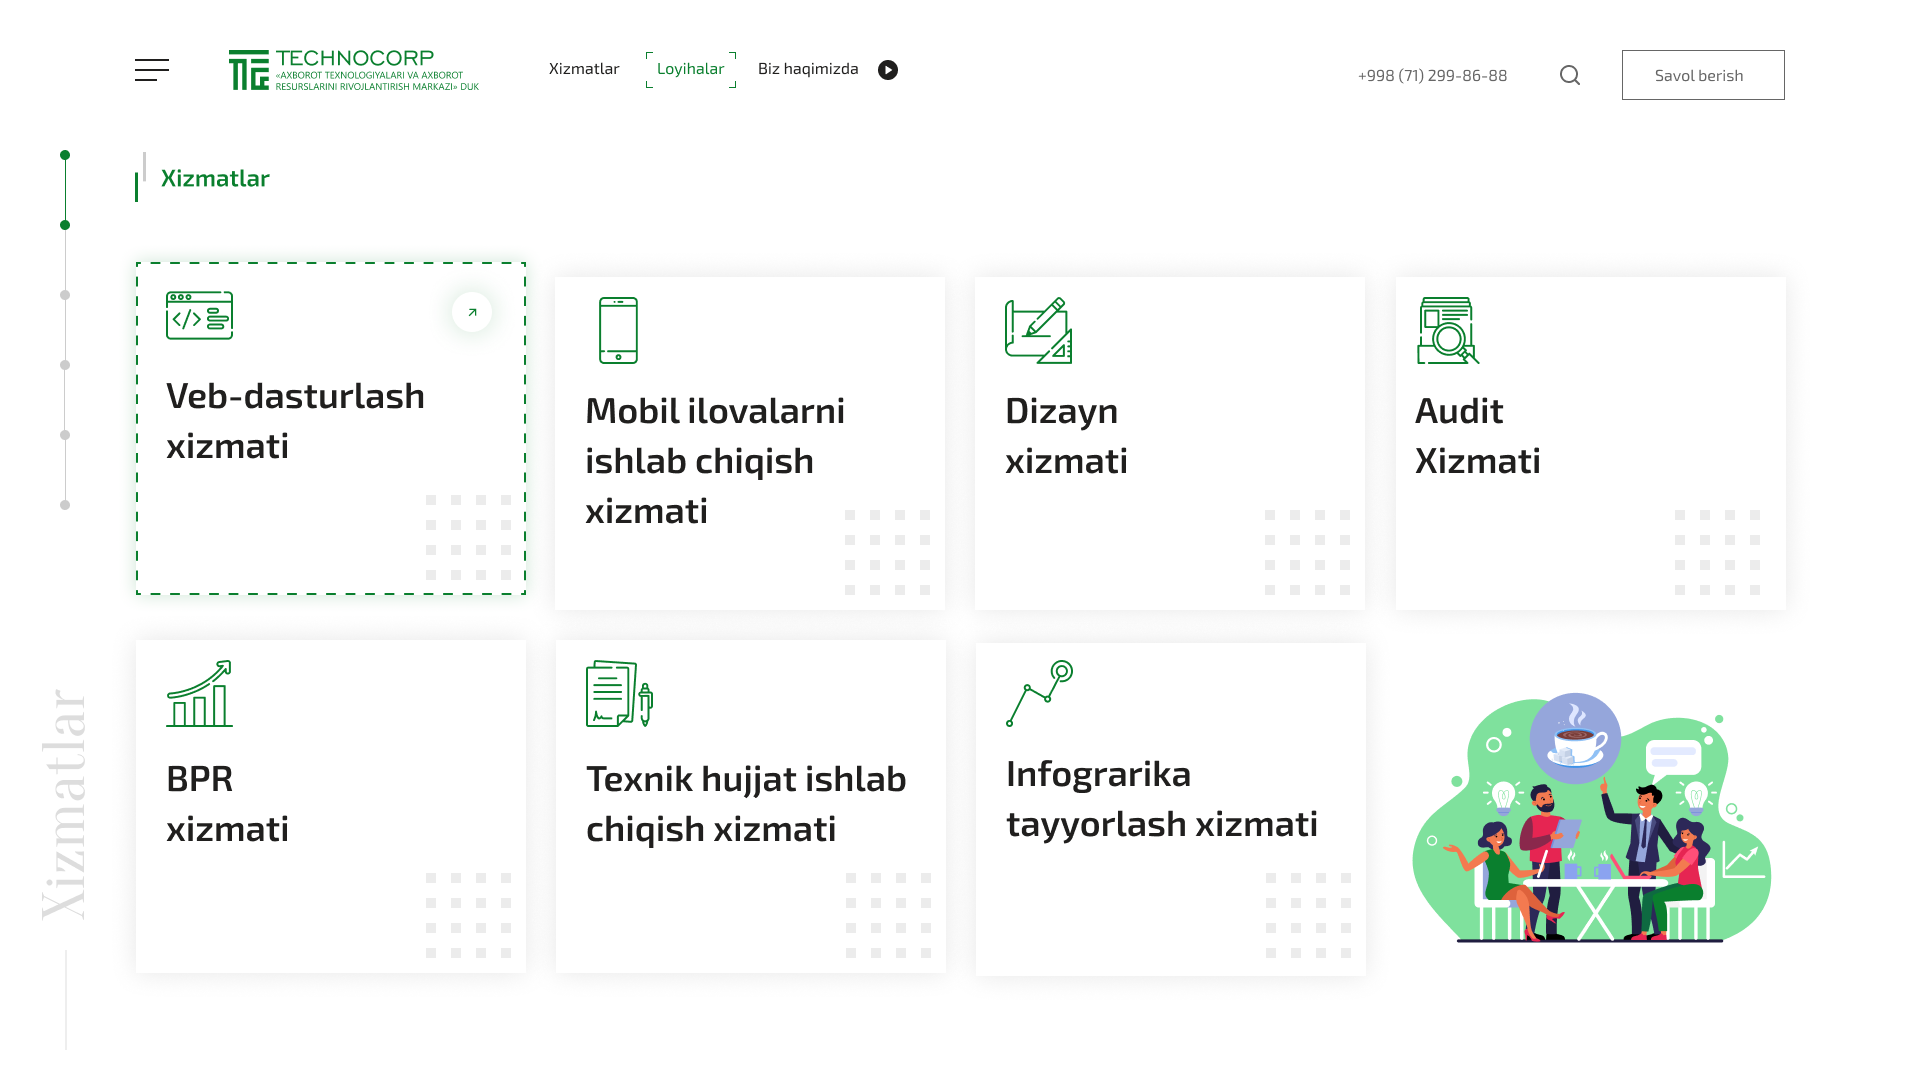 TECHNOCORP
«AXBOROT TEXNOLOGIYALARI VA AXBOROT
RESURSLARINI RIVOJLANTIRISH MARKAZI» DUK
Xizmatlar
Loyihalar
Biz haqimizda
+998 (71) 299-86-88
Savol berish
Xizmatlar
Veb-dasturlash
xizmati
Mobil ilovalarni
ishlab chiqish
xizmati
Dizayn
xizmati
Audit
Xizmati
BPR
xizmati
Texnik hujjat ishlab
chiqish xizmati
Infograrika
tayyorlash xizmati
Xizmatlar